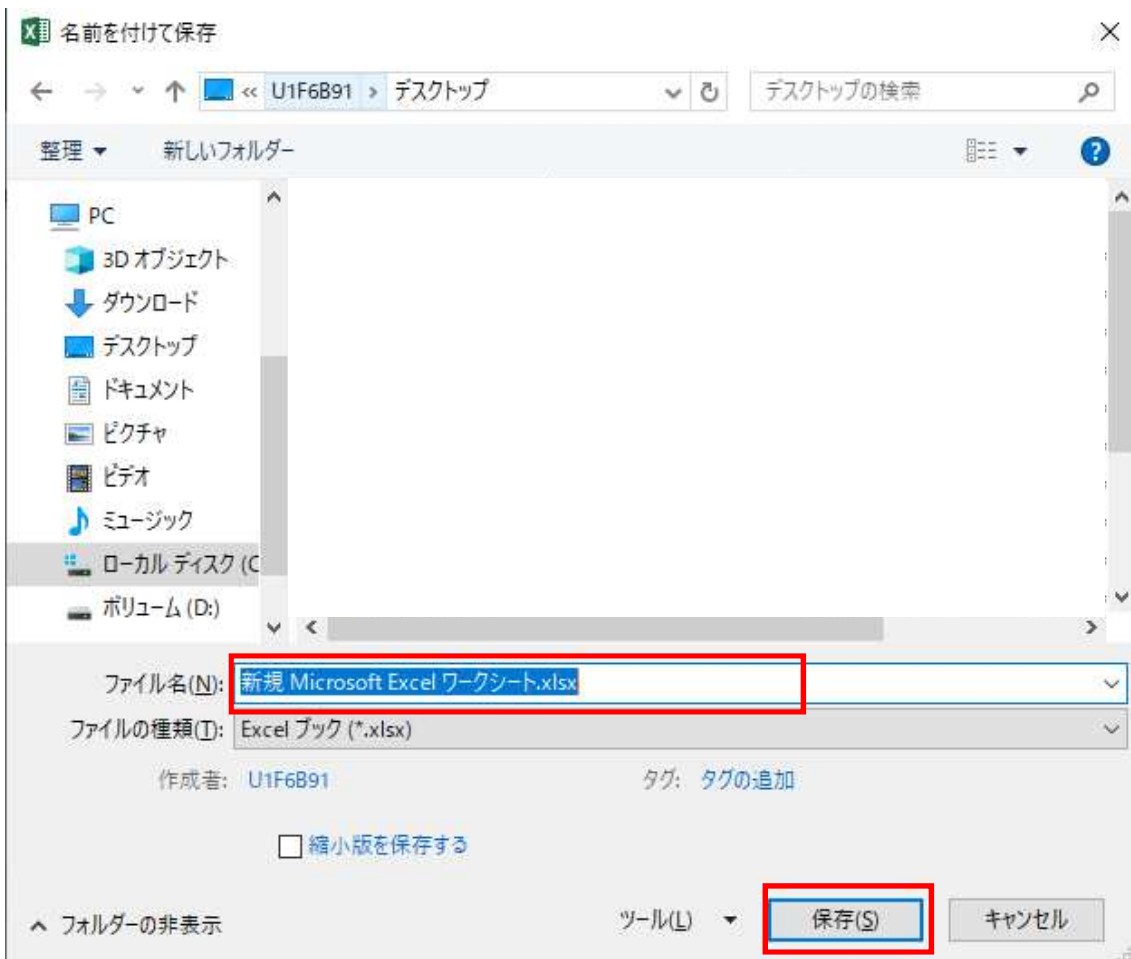 名前を付けて保存
« U1F6B91 > デスクトップ デスクトップの検索
整理 新しいフォルダー ?
PC
3D オブジェクト
ダウンロード
デスクトップ
ドキュメント
ピクチャ
ビデオ
ミュージック
ローカル ディスク (C
ボリューム (D:)
ファイル名(N): 新規 Microsoft Excel ワークシート.xlsx
ファイルの種類(T): Excel ブック (*.xlsx)
作成者: U1F6B91 タグ: タグの追加
縮小版を保存する
フォルダーの非表示 ツール(L) 保存(S) キャンセル